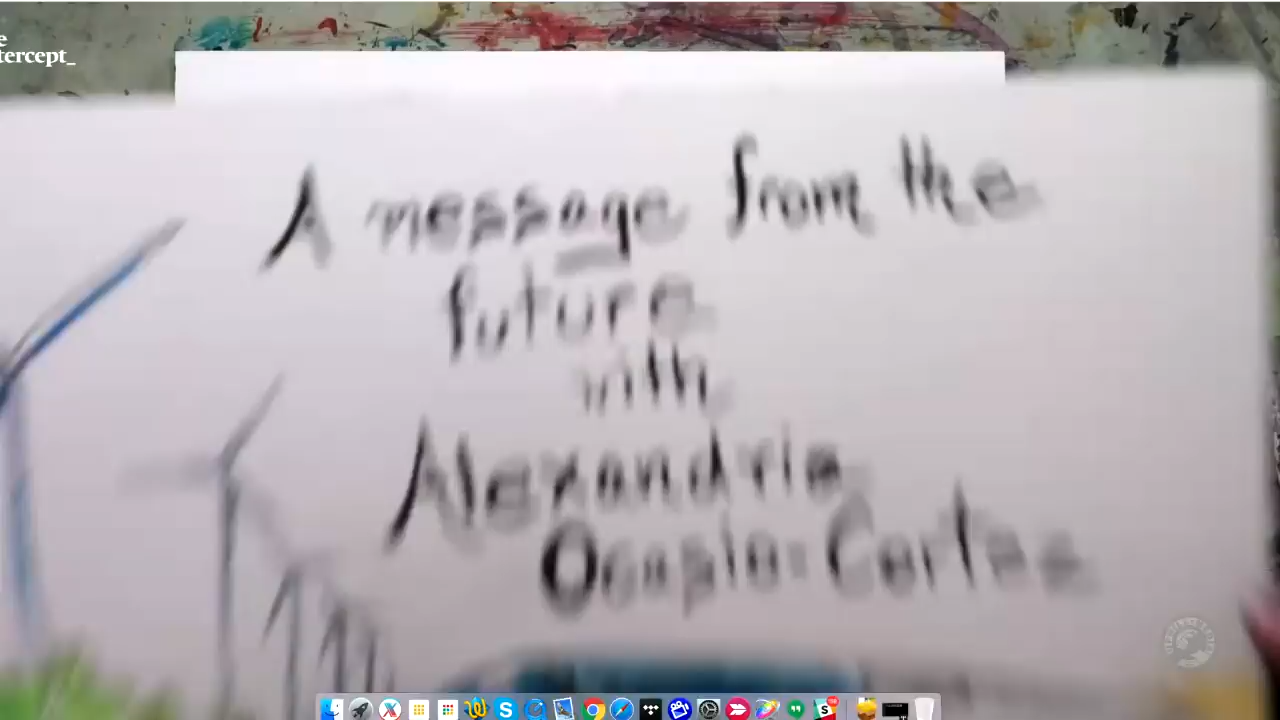 e
tercept_
A message from the
future
with
Alexandria
Ocasio-Cortez